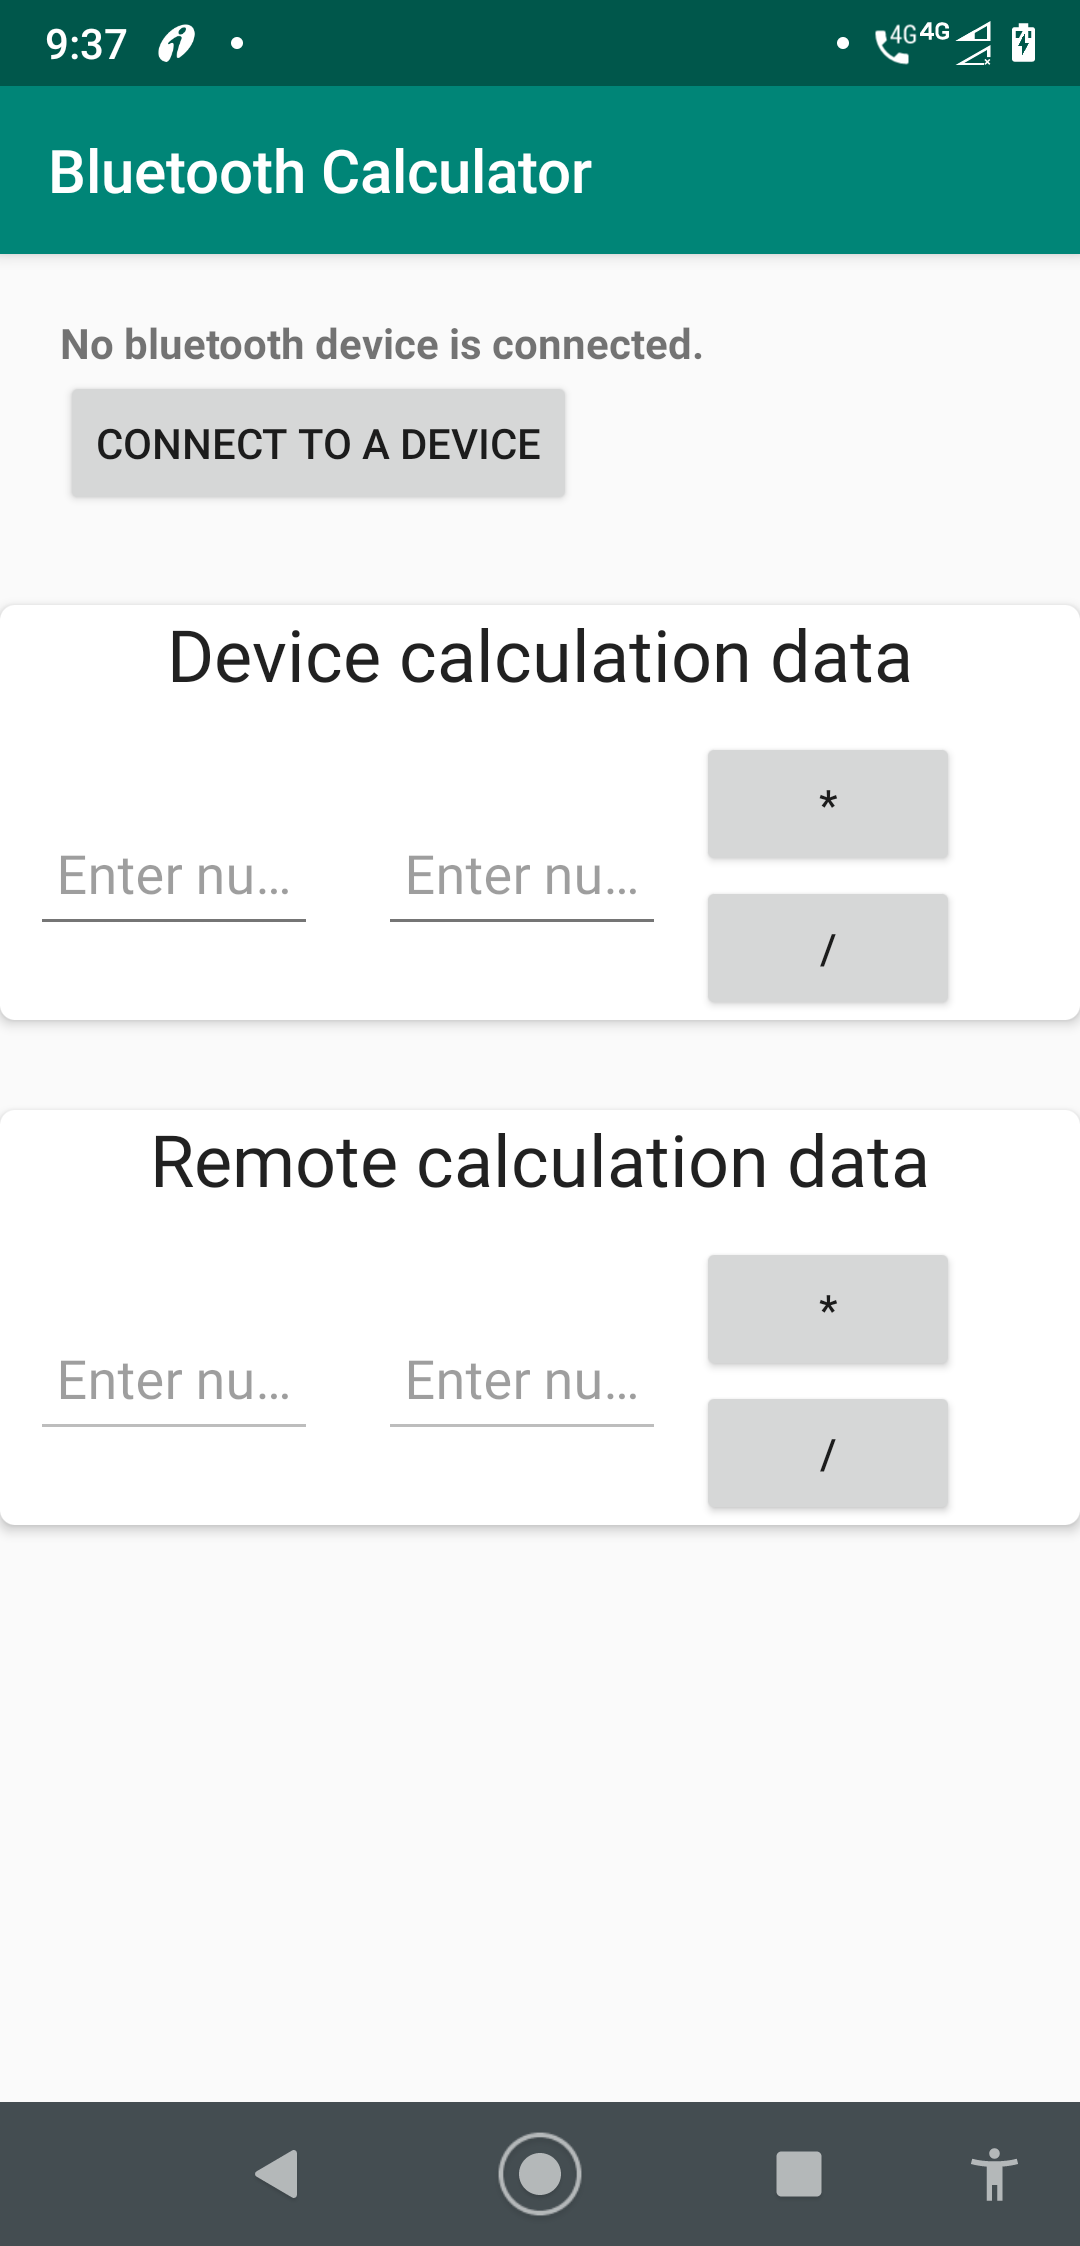 9:37
4G 4G
Bluetooth Calculator
No bluetooth device is connected.
CONNECT TO A DEVICE
Device calculation data
*
Enter nu... Enter nu...
/
Remote calculation data
*
Enter nu... Enter nu...
/